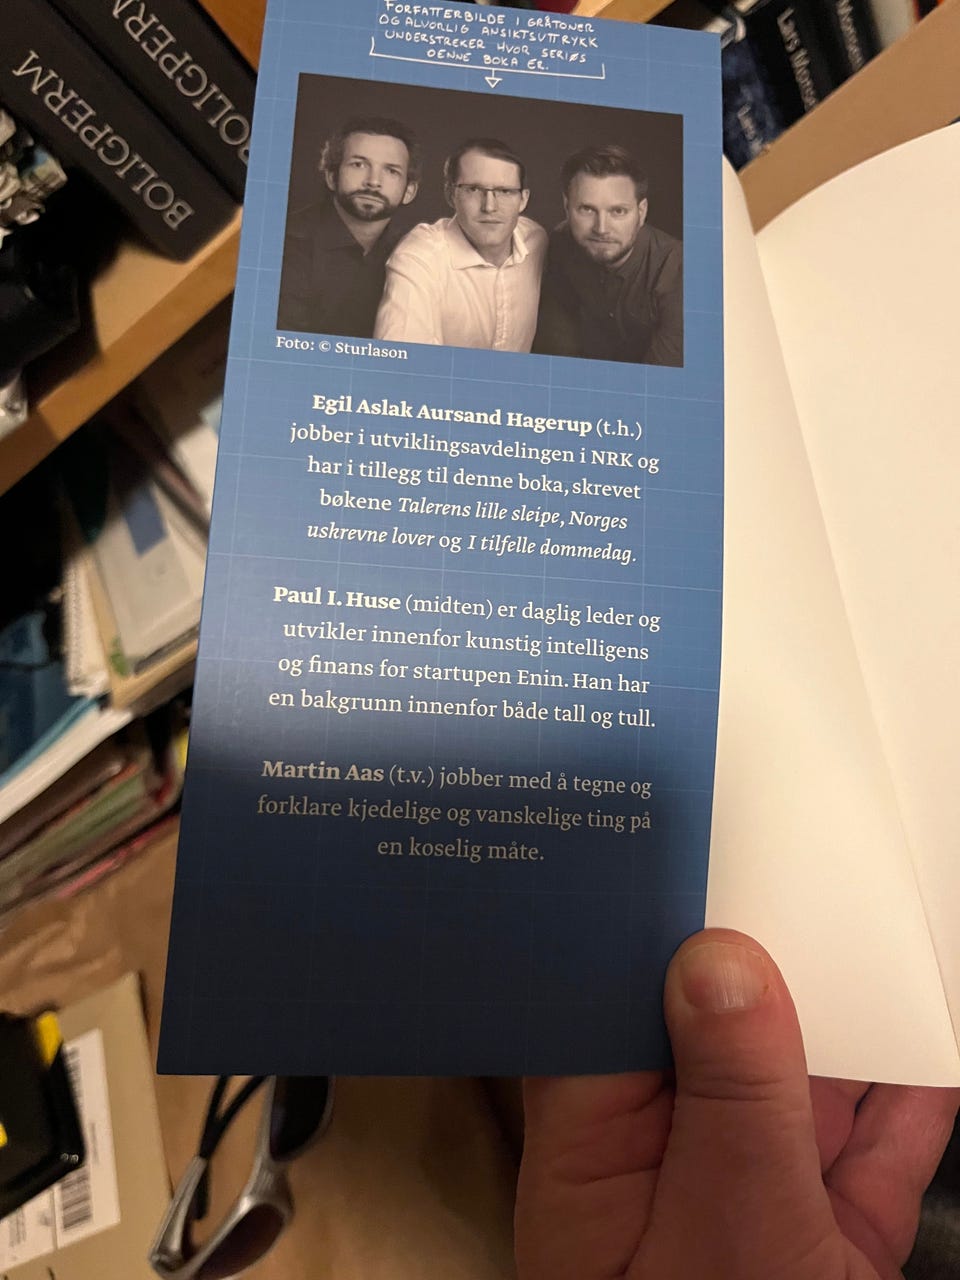 FORFATTERBILDE I GRÅTONER
OG ALVORLIG ANSIKTSUTTRYKK
UNDERSTREKER HVOR SERIØS
DENNE BOKA ER.
Foto: © Sturlason
Egil Aslak Aursand Hagerup (t.h.)
jobber i utviklingsavdelingen i NRK og
har i tillegg til denne boka, skrevet
bøkene Talerens lille sleipe, Norges
uskrevne lover og I tilfelle dommedag.
Paul I. Huse (midten) er daglig leder og
utvikler innenfor kunstig intelligens
og finans for startupen Enin. Han har
en bakgrunn innenfor både tall og tull.
Martin Aas (t.v.) jobber med å tegne og
forklare kjedelige og vanskelige ting på
en koselig måte.
BOLIGPERM
BOLIGPERM
Lars Monsen